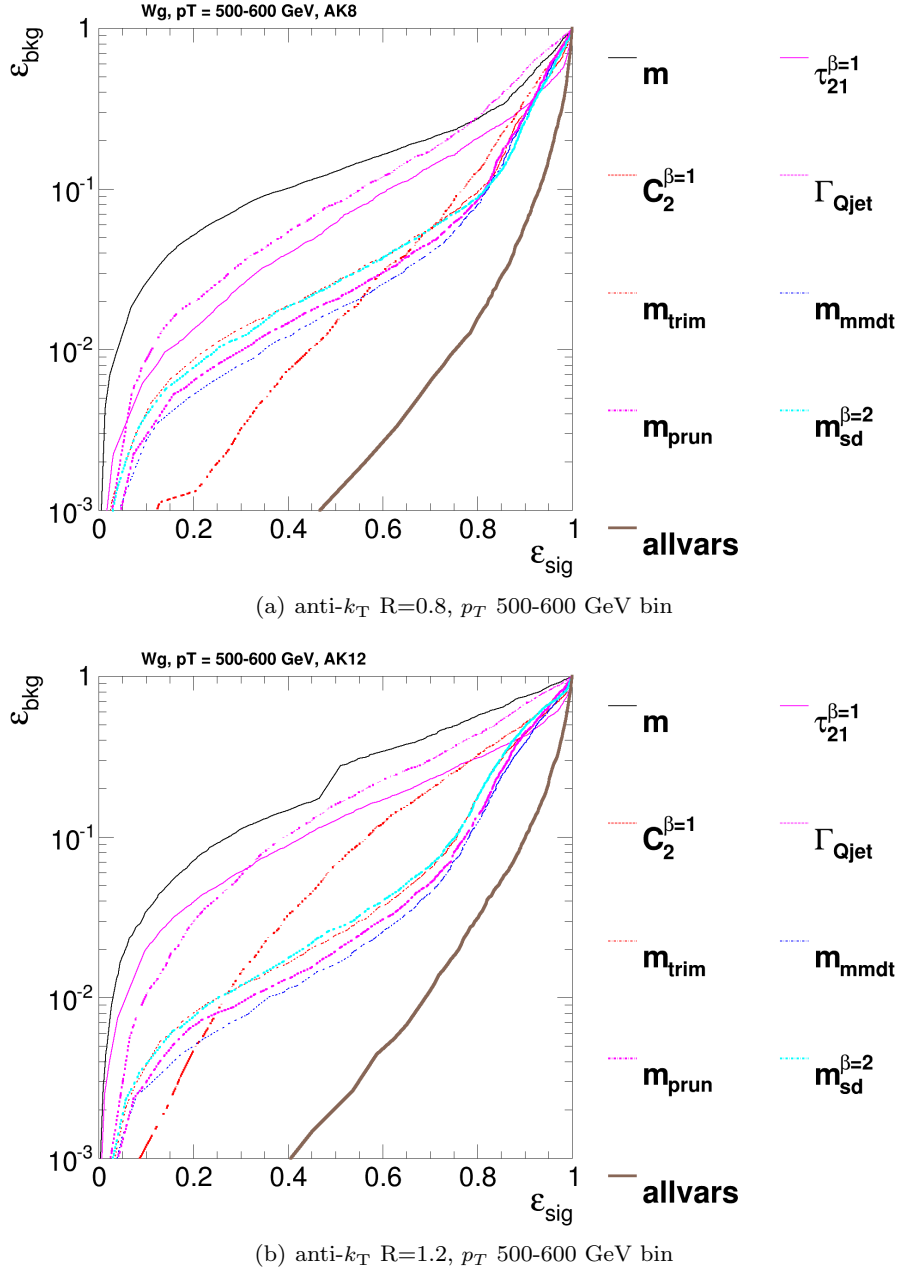 Wg, pT = 500-600 GeV, AK8
ε_bkg
1
10^-1
10^-2
10^-3
0 0.2 0.4 0.6 0.8 1
ε_sig
m τ_21^β=1
C_2^β=1 Γ_Qjet
m_trim m_mmdt
m_prun m_sd^β=2
allvars
(a) anti-k_T R=0.8, p_T 500-600 GeV bin
Wg, pT = 500-600 GeV, AK12
ε_bkg
1
10^-1
10^-2
10^-3
0 0.2 0.4 0.6 0.8 1
ε_sig
m τ_21^β=1
C_2^β=1 Γ_Qjet
m_trim m_mmdt
m_prun m_sd^β=2
allvars
(b) anti-k_T R=1.2, p_T 500-600 GeV bin